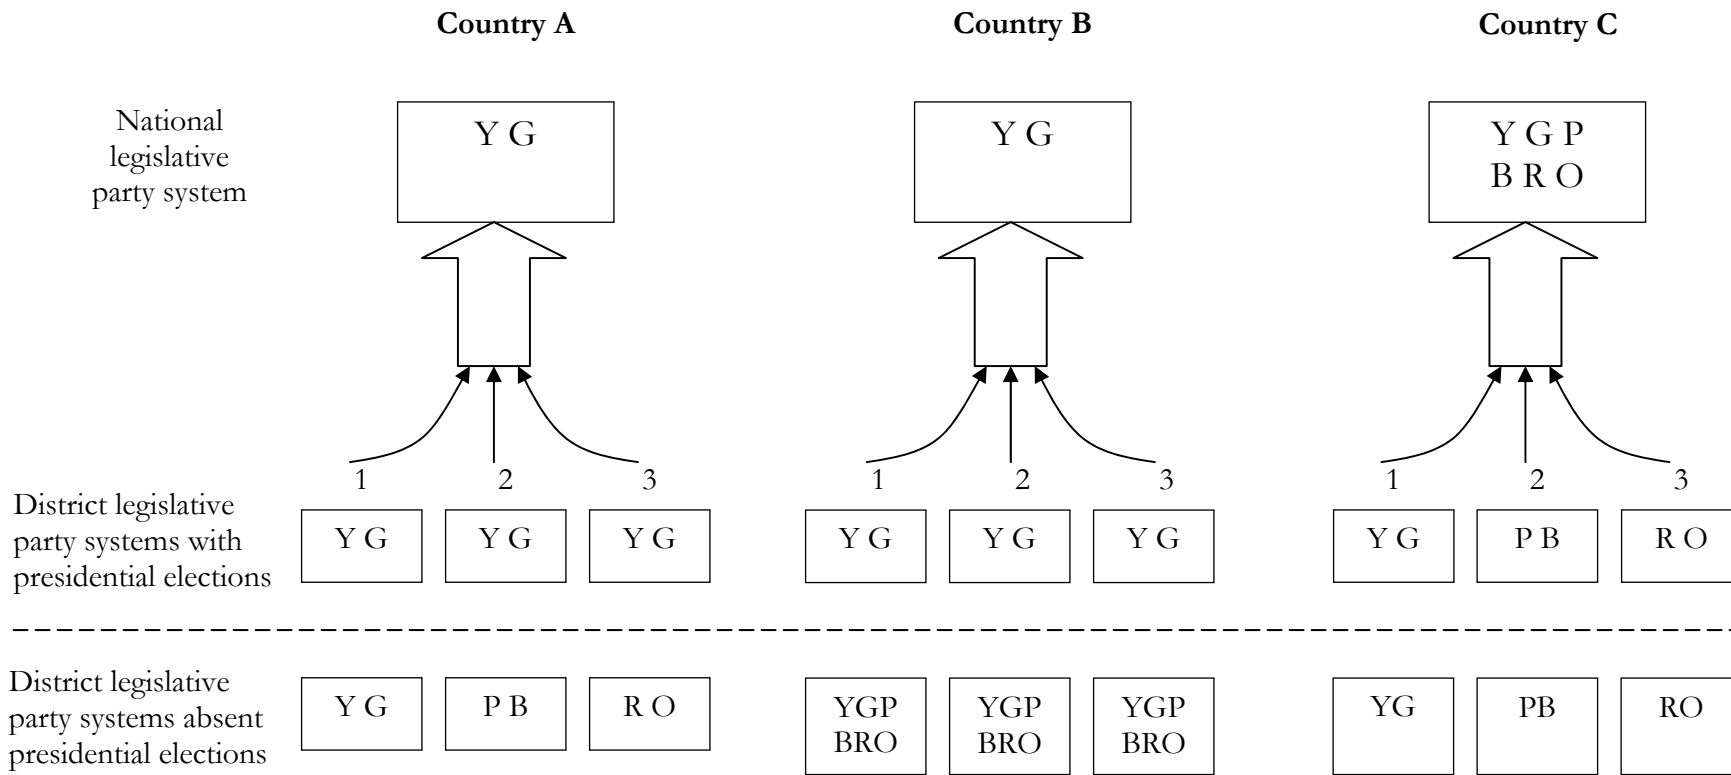 Country A
Country B
Country C
National
legislative
party system
Y G
Y G
Y G P
B R O
1
2
3
1
2
3
1
2
3
District legislative
party systems with
presidential elections
Y G
Y G
Y G
Y G
Y G
Y G
Y G
P B
R O
District legislative
party systems absent
presidential elections
Y G
P B
R O
YGP
BRO
YGP
BRO
YGP
BRO
YG
PB
RO